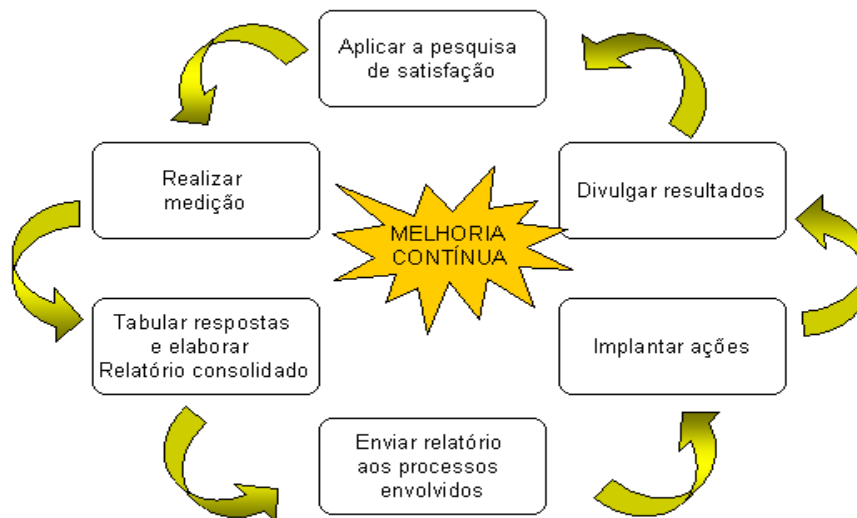 Aplicar a pesquisa
de satisfação
Realizar
medição
Divulgar resultados
MELHORIA
CONTÍNUA
Tabular respostas
e elaborar
Relatório consolidado
Implantar ações
Enviar relatório
aos processos
envolvidos